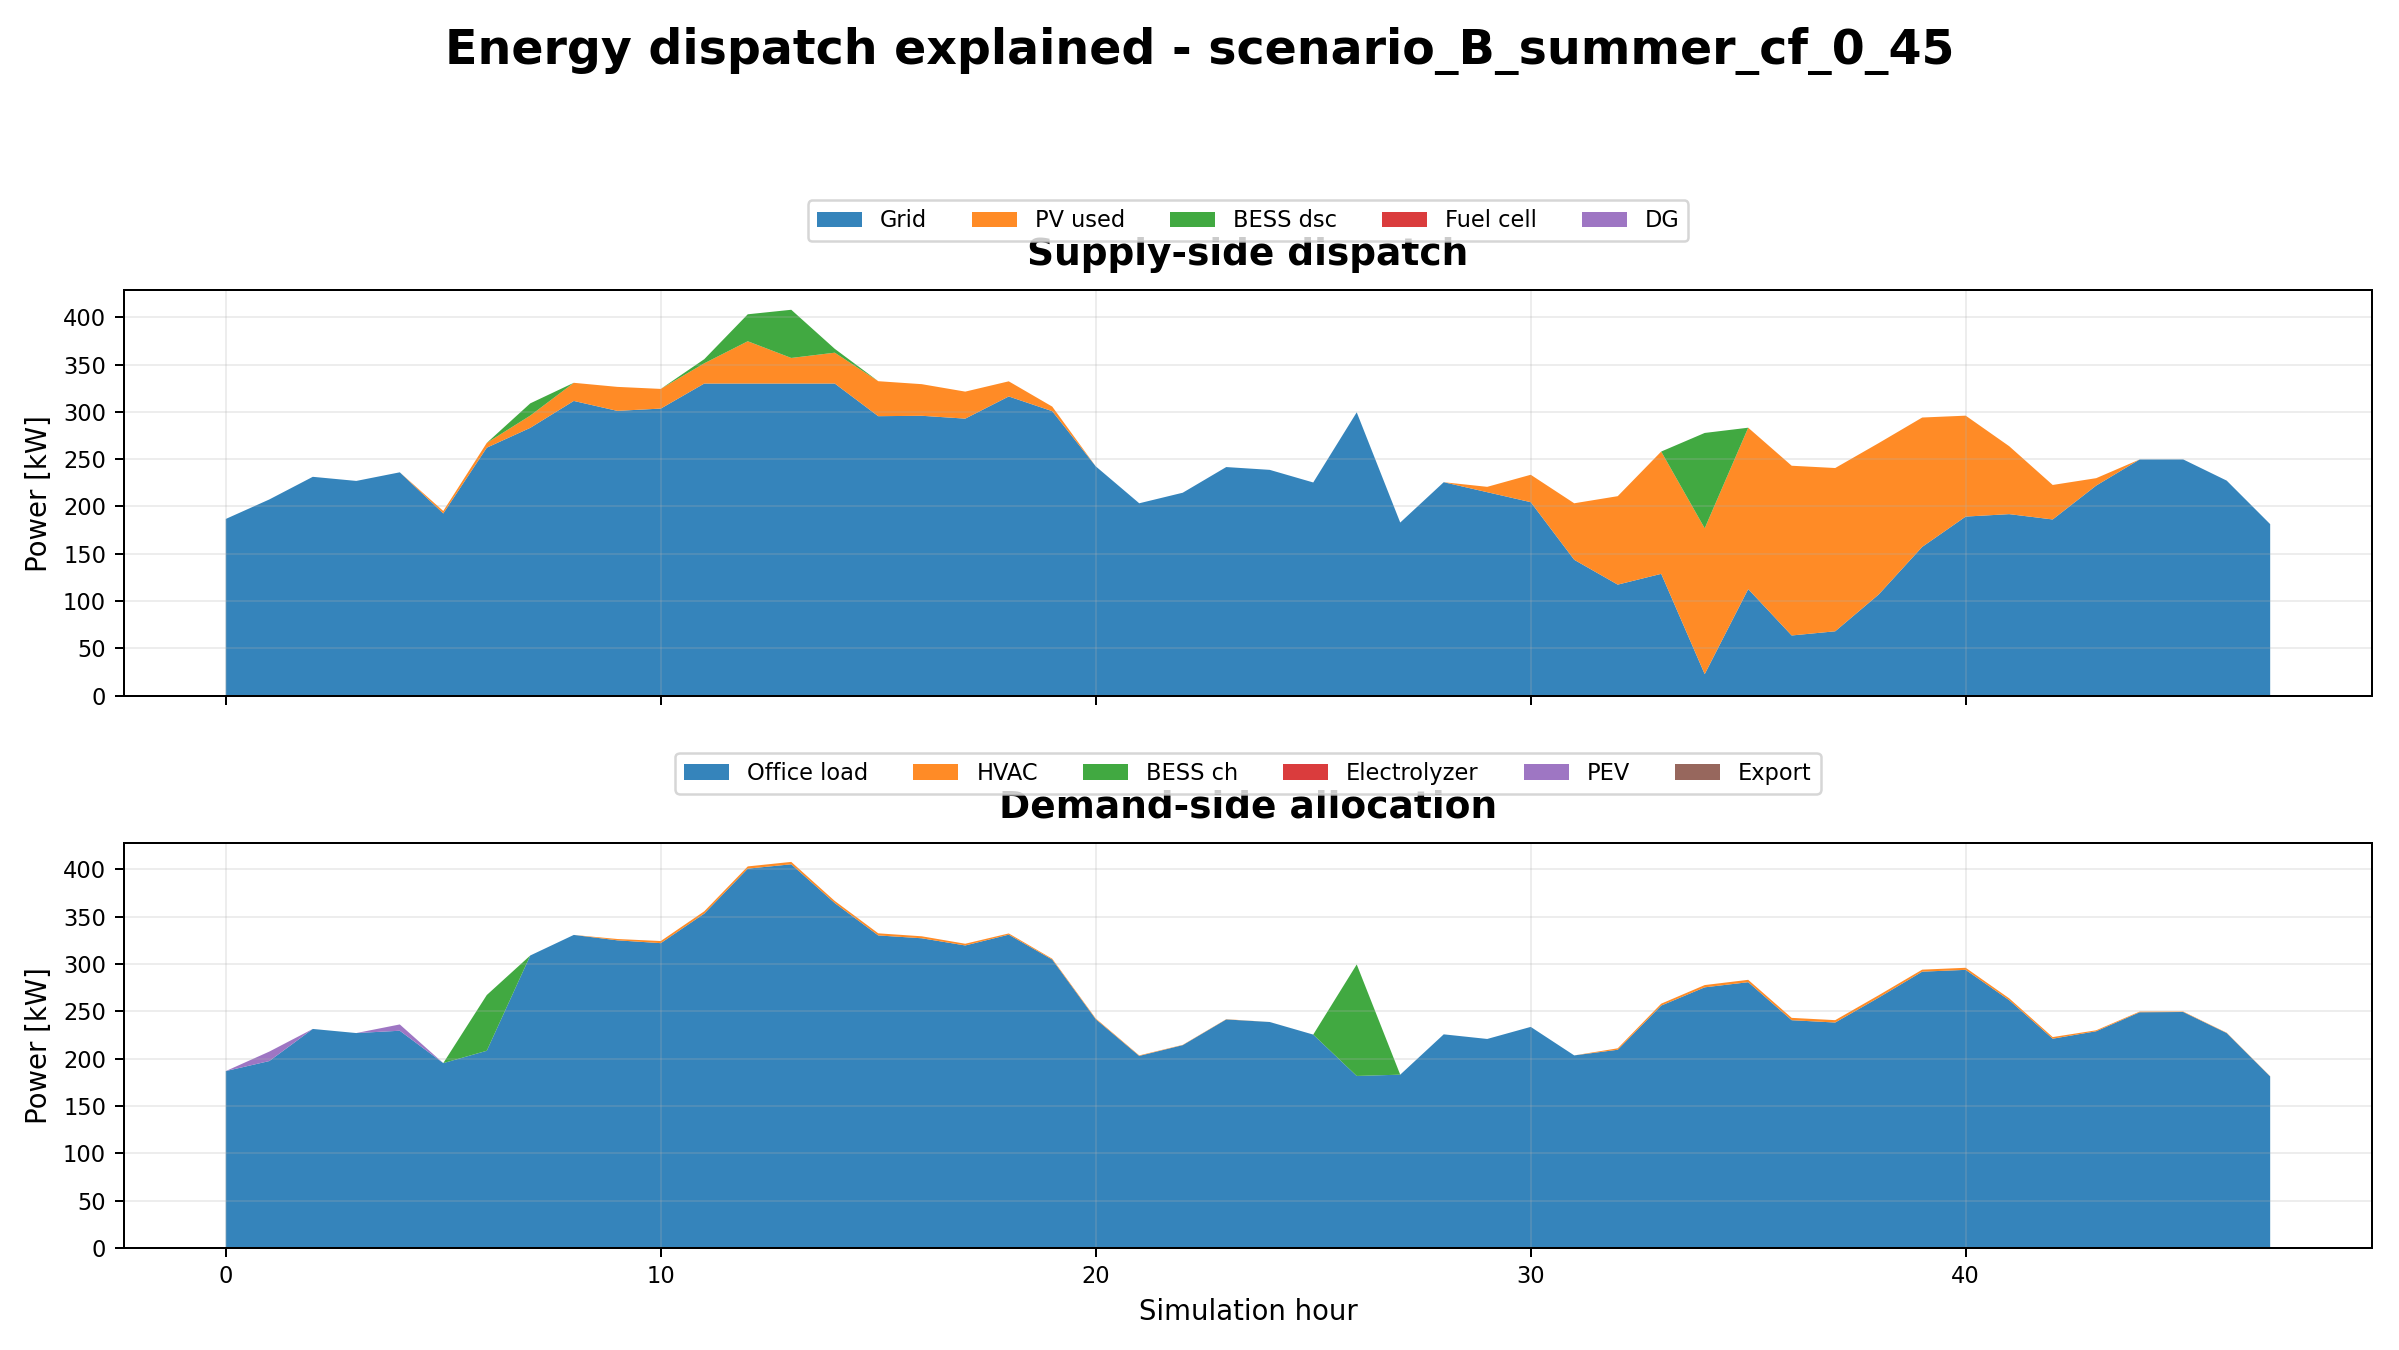 Energy dispatch explained - scenario_B_summer_cf_0_45
Grid PV used BESS dsc Fuel cell DG
Supply-side dispatch
Power [kW]
400
350
300
250
200
150
100
50
0
Office load HVAC BESS ch Electrolyzer PEV Export
Demand-side allocation
Power [kW]
400
350
300
250
200
150
100
50
0
0 10 20 30 40
Simulation hour